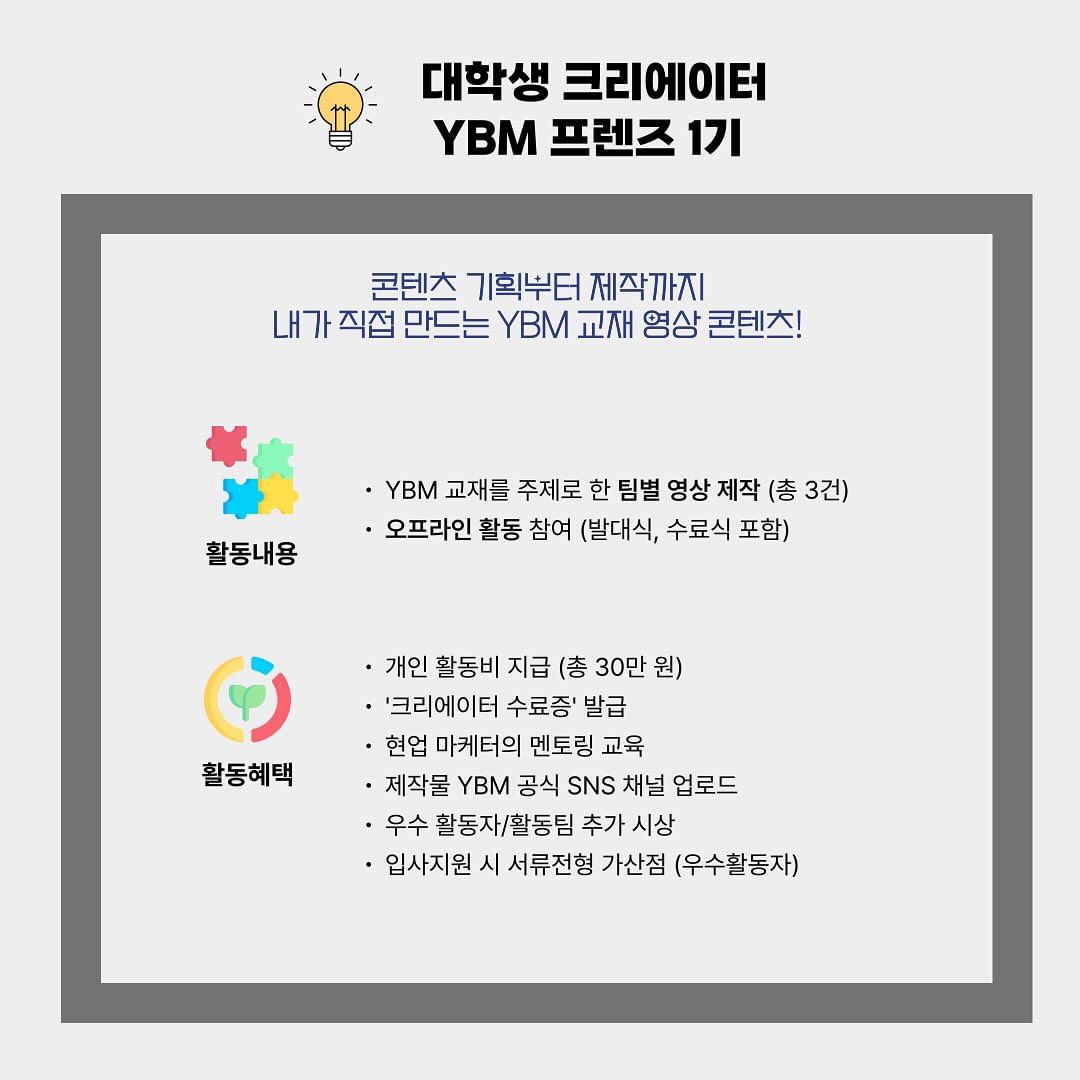 대학생 크리에이터
YBM 프렌즈 1기
콘텐츠 기획부터 제작까지
내가 직접 만드는 YBM 교재 영상 콘텐츠!
활동내용
• YBM 교재를 주제로 한 팀별 영상 제작 (총 3건)
• 오프라인 활동 참여 (발대식, 수료식 포함)
활동혜택
• 개인 활동비 지급 (총 30만 원)
• '크리에이터 수료증' 발급
• 현업 마케터의 멘토링 교육
• 제작물 YBM 공식 SNS 채널 업로드
• 우수 활동자/활동팀 추가 시상
• 입사지원 시 서류전형 가산점 (우수활동자)